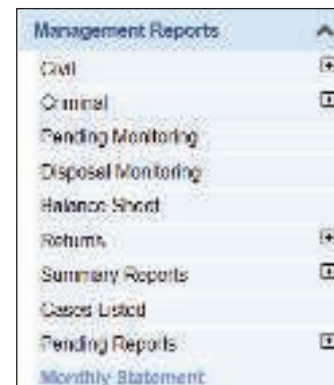 Management Reports
Civil
Criminal
Pending Monitoring
Disposal Monitoring
Balance Sheet
Returns
Summary Reports
Cases Listed
Pending Reports
Monthly Statement